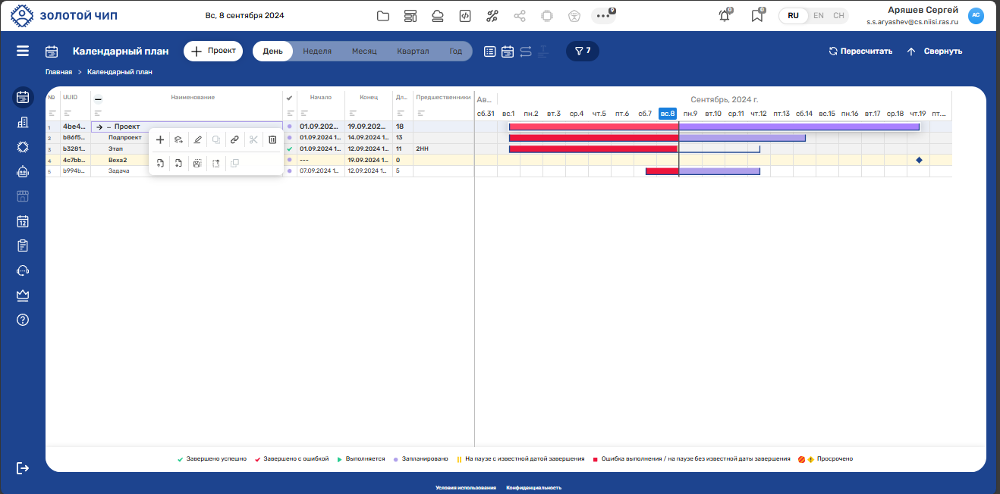 ЗОЛОТОЙ ЧИП
Вс, 8 сентября 2024
9
0
0
RU EN CH
Аряшев Сергей
s.s.aryashev@cs.niisi.ras.ru
АС
Календарный план
Проект
День Неделя Месяц Квартал Год
7
Пересчитать
Свернуть
Главная > Календарный план
№ UUID Наименование Начало Конец Дл... Предшественники
Ав... Сентябрь, 2024 г.
сб.31 вс.1 пн.2 вт.3 ср.4 чт.5 пт.6 сб.7 вс.8 пн.9 вт.10 ср.11 чт.12 пт.13 сб.14 вс.15 пн.16 вт.17 ср.18 чт.19 пт....
1 4be4... – Проект 01.09.202... 19.09.202... 18
2 b86f5... Подпроект 01.09.2024 1... 14.09.2024 1... 13
3 b3281... Этап 01.09.2024 1... 12.09.2024 1... 11 2НН
4 4c7bb... Веха2 --- 19.09.2024 1... 0
5 b994b... Задача 07.09.2024 1... 12.09.2024 1... 5
12
Завершено успешно Завершено с ошибкой Выполняется Запланировано На паузе с известной датой завершения Ошибка выполнения / на паузе без известной даты завершения Просрочено
Условия использования Конфиденциальность